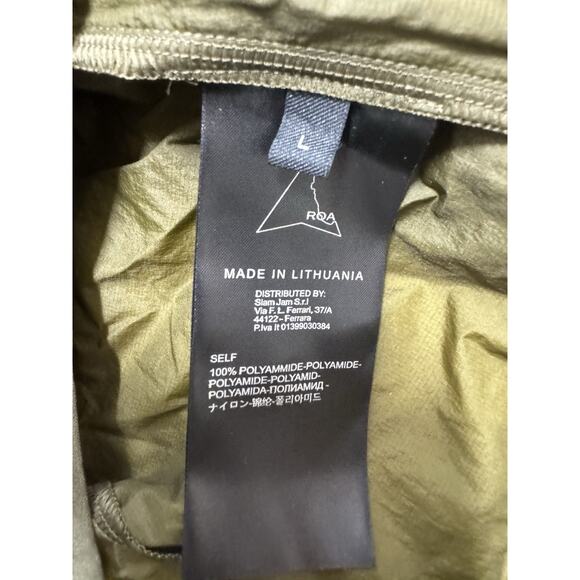 L
ROA
MADE IN LITHUANIA
DISTRIBUTED BY:
Slam Jam S.r.l
Via F. L. Ferrari, 37/A
44122- Ferrara
P.Iva it 01399030384
SELF
100% POLYAMMIDE-POLYAMIDE-
POLYAMIDE-POLYAMID-
POLYAMIDA-ПОЛИАМИД -
ナイロン-锦纶-폴리아미드